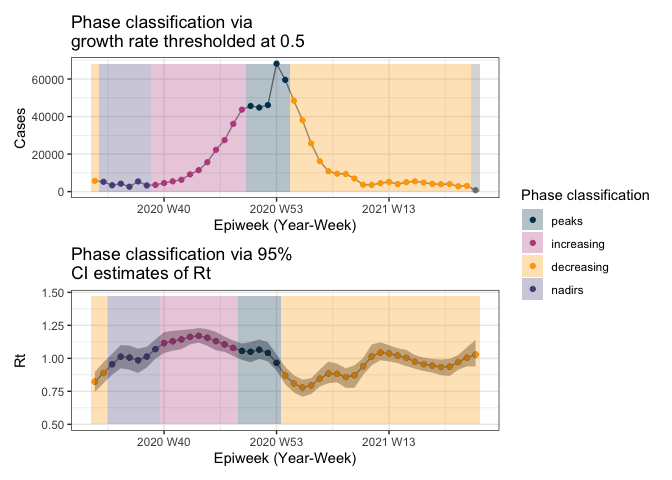 Phase classification via
growth rate thresholded at 0.5
60000
40000
20000
0
Cases
2020 W40
2020 W53
2021 W13
Epiweek (Year-Week)
Phase classification via 95%
CI estimates of Rt
1.50
1.25
1.00
0.75
0.50
Rt
2020 W40
2020 W53
2021 W13
Epiweek (Year-Week)
Phase classification
peaks
increasing
decreasing
nadirs